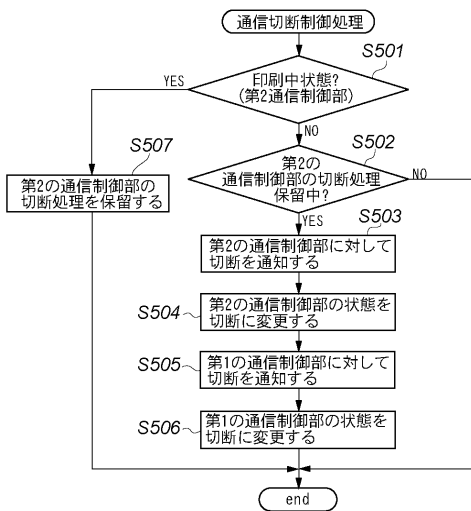 通信切断制御処理
S501
印刷中状態?
(第2通信制御部)
YES
NO
S502
第2の
通信制御部の切断処理
保留中?
NO
YES
S507
第2の通信制御部の
切断処理を保留する
S503
第2の通信制御部に対して
切断を通知する
S504
第2の通信制御部の状態を
切断に変更する
S505
第1の通信制御部に対して
切断を通知する
S506
第1の通信制御部の状態を
切断に変更する
end